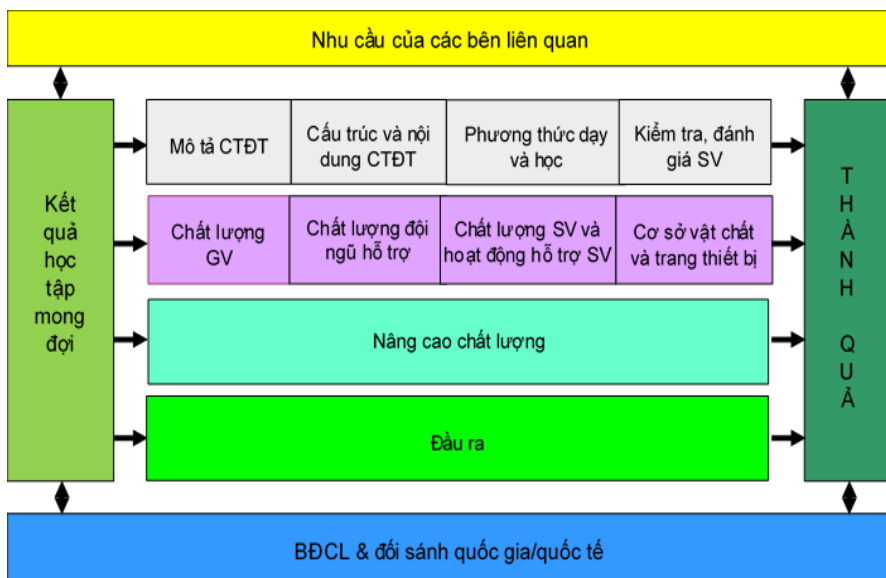 Nhu cầu của các bên liên quan
Kết
quả
học
tập
mong
đợi
Mô tả CTĐT
Cấu trúc và nội
dung CTĐT
Phương thức dạy
và học
Kiểm tra, đánh
giá SV
Chất lượng
GV
Chất lượng đội
ngũ hỗ trợ
Chất lượng SV và
hoạt động hỗ trợ SV
Cơ sở vật chất
và trang thiết bị
Nâng cao chất lượng
Đầu ra
T
H
À
N
H
Q
U
Ả
BĐCL & đối sánh quốc gia/quốc tế